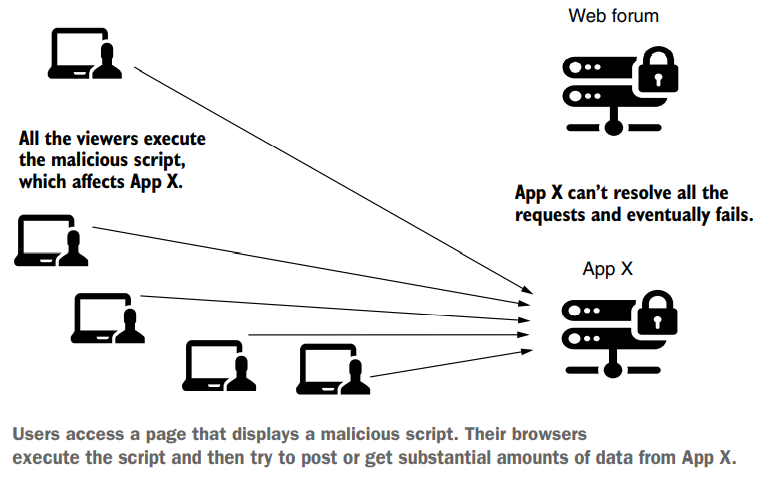 Web forum
All the viewers execute
the malicious script,
which affects App X.
App X can’t resolve all the
requests and eventually fails.
App X
Users access a page that displays a malicious script. Their browsers
execute the script and then try to post or get substantial amounts of data from App X.